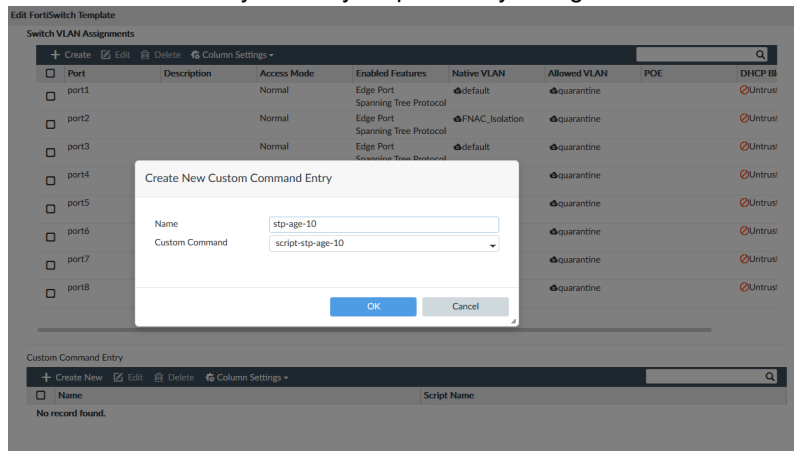 Edit FortiSwitch Template
Switch VLAN Assignments
Create Edit Delete Column Settings
Port Description Access Mode Enabled Features Native VLAN Allowed VLAN POE DHCP Bl
port1 Normal Edge Port default quarantine Untrust
Spanning Tree Protocol
port2 Normal Edge Port FNAC_Isolation quarantine Untrust
Spanning Tree Protocol
port3 Normal Edge Port default quarantine Untrust
Spanning Tree Protocol
port4 quarantine Untrust
port5 quarantine Untrust
port6 quarantine Untrust
port7 quarantine Untrust
port8 quarantine Untrust
Create New Custom Command Entry
Name stp-age-10
Custom Command script-stp-age-10
OK Cancel
Custom Command Entry
Create New Edit Delete Column Settings
Name Script Name
No record found.